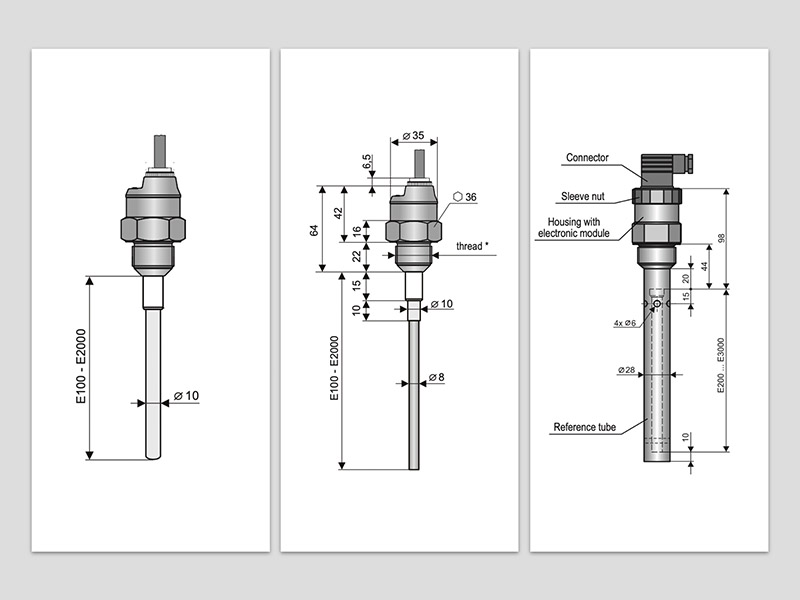 E100 - E2000
⌀ 10
⌀ 35
6,5
⬡ 36
42
64
16
22
thread *
15
10
⌀ 10
E100 - E2000
⌀ 8
Connector
Sleeve nut
Housing with
electronic module
98
44
20
15
4x ⌀6
⌀28
E200 ... E3000
Reference tube
10